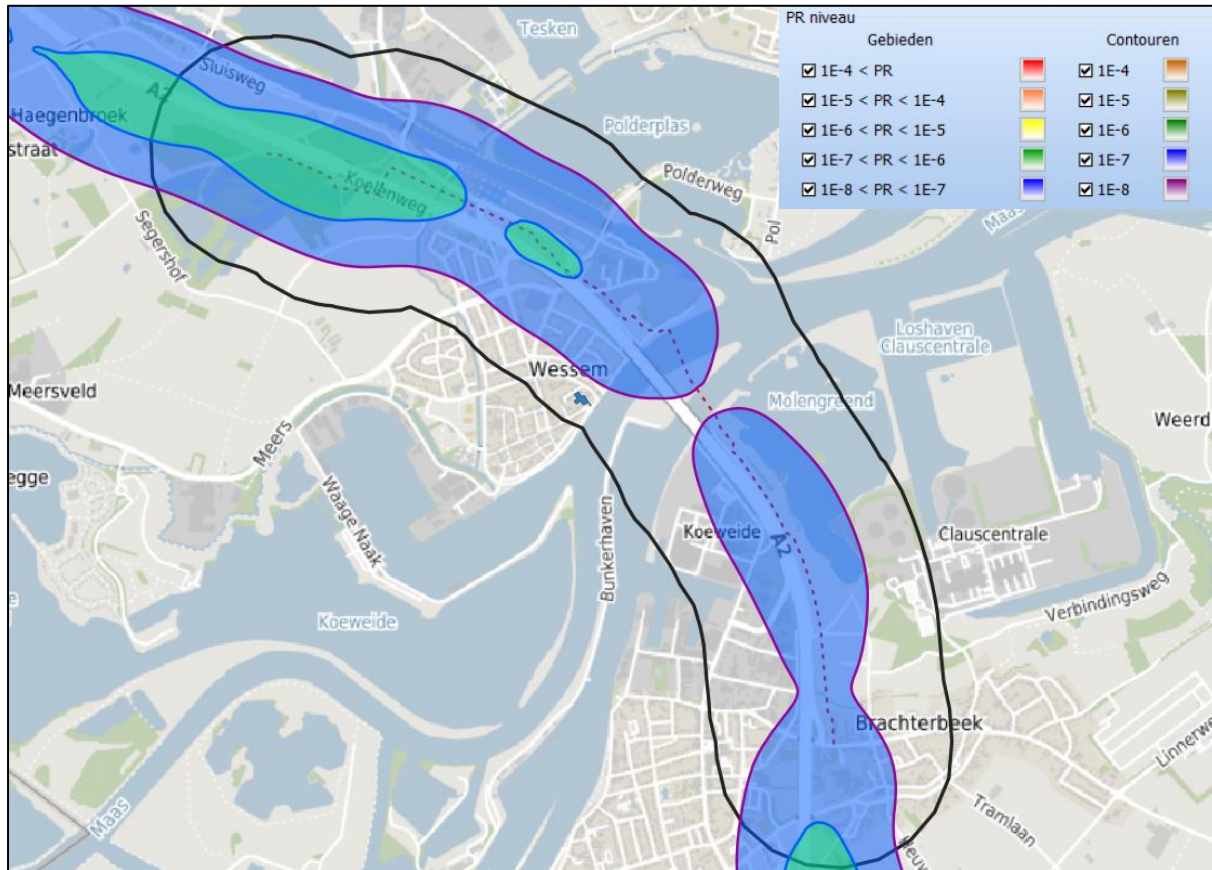 PR niveau
Gebieden
Contouren
1E-4 < PR
1E-4
1E-5 < PR < 1E-4
1E-5
1E-6 < PR < 1E-5
1E-6
1E-7 < PR < 1E-6
1E-7
1E-8 < PR < 1E-7
1E-8
Tesken
Sluisweg
A2
Haegenbroek
straat
Polderplas
Polderweg
Pol
Maas
Koelenweg
Segershof
Loshaven
Clauscentrale
Wessem
Meersveld
Molengreend
Weerd
Meers
egge
Waage Naak
Bunkerhaven
Koeweide
A2
Clauscentrale
Verbindingsweg
Koeweide
Brachterbeek
Linnerwe
Maas
Tramlaan